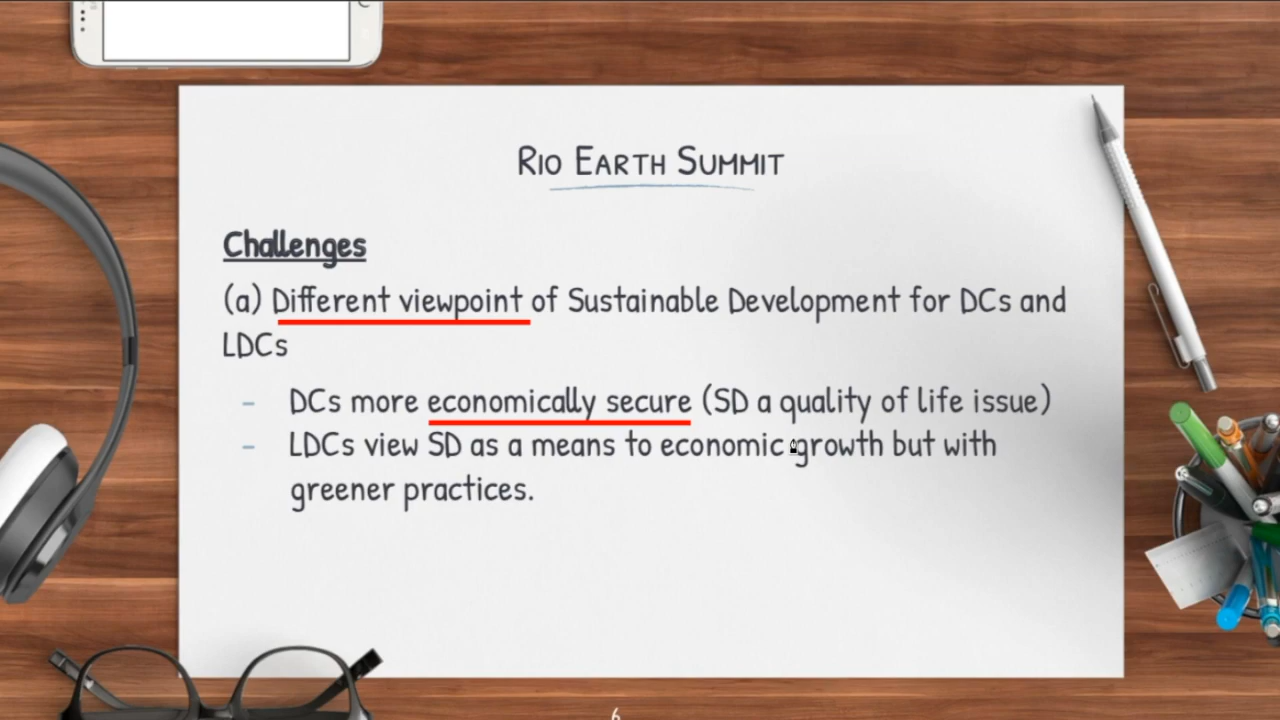 Rio Earth Summit
Challenges
(a) Different viewpoint of Sustainable Development for DCs and
LDCs
- DCs more economically secure (SD a quality of life issue)
- LDCs view SD as a means to economic growth but with
greener practices.
6